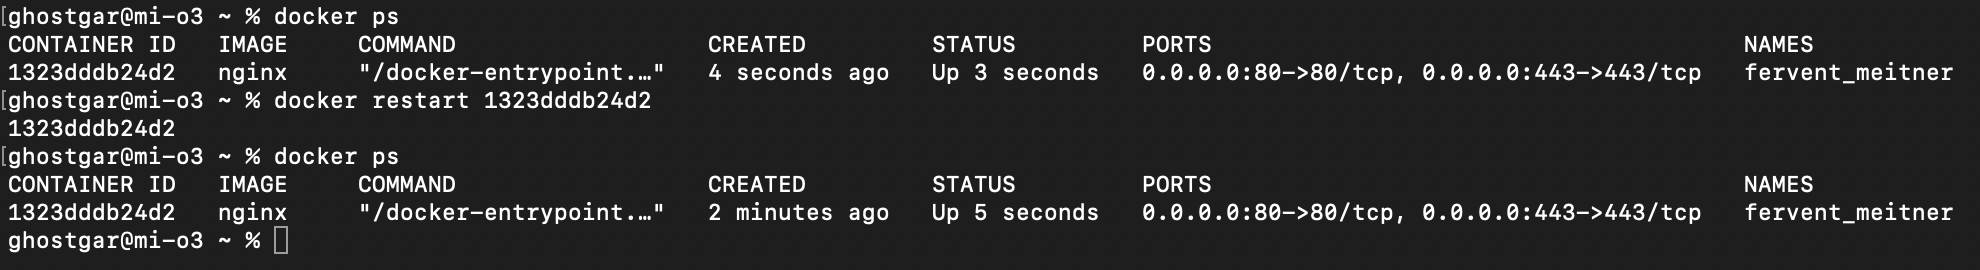 [ghostgar@mi-o3 ~ % docker ps
CONTAINER ID   IMAGE     COMMAND                  CREATED         STATUS         PORTS                                      NAMES
1323dddb24d2   nginx     "/docker-entrypoint.…"   4 seconds ago   Up 3 seconds   0.0.0.0:80->80/tcp, 0.0.0.0:443->443/tcp   fervent_meitner
[ghostgar@mi-o3 ~ % docker restart 1323dddb24d2
1323dddb24d2
[ghostgar@mi-o3 ~ % docker ps
CONTAINER ID   IMAGE     COMMAND                  CREATED         STATUS         PORTS                                      NAMES
1323dddb24d2   nginx     "/docker-entrypoint.…"   2 minutes ago   Up 5 seconds   0.0.0.0:80->80/tcp, 0.0.0.0:443->443/tcp   fervent_meitner
ghostgar@mi-o3 ~ %